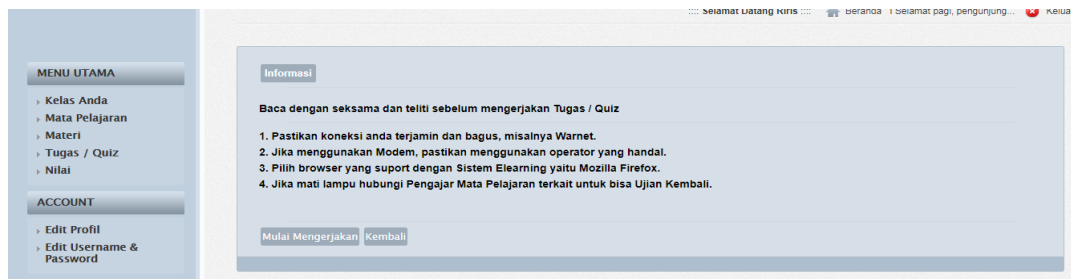 :::: Selamat Datang Riris :::: Beranda | Selamat pagi, pengunjung...
MENU UTAMA
Kelas Anda
Mata Pelajaran
Materi
Tugas / Quiz
Nilai
ACCOUNT
Edit Profil
Edit Username &
Password
Informasi
Baca dengan seksama dan teliti sebelum mengerjakan Tugas / Quiz
1. Pastikan koneksi anda terjamin dan bagus, misalnya Warnet.
2. Jika menggunakan Modem, pastikan menggunakan operator yang handal.
3. Pilih browser yang suport dengan Sistem Elearning yaitu Mozilla Firefox.
4. Jika mati lampu hubungi Pengajar Mata Pelajaran terkait untuk bisa Ujian Kembali.
Mulai Mengerjakan Kembali